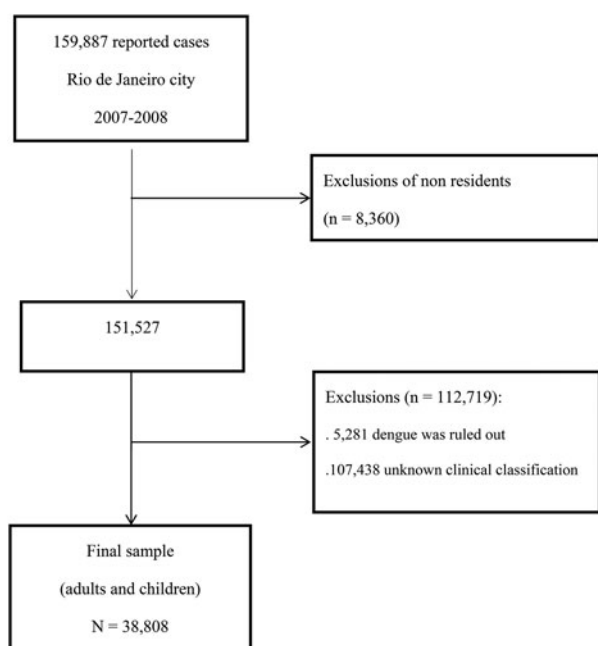 159,887 reported cases
Rio de Janeiro city
2007-2008
Exclusions of non residents
(n = 8,360)
151,527
Exclusions (n = 112,719):
. 5,281 dengue was ruled out
.107,438 unknown clinical classification
Final sample
(adults and children)
N = 38,808